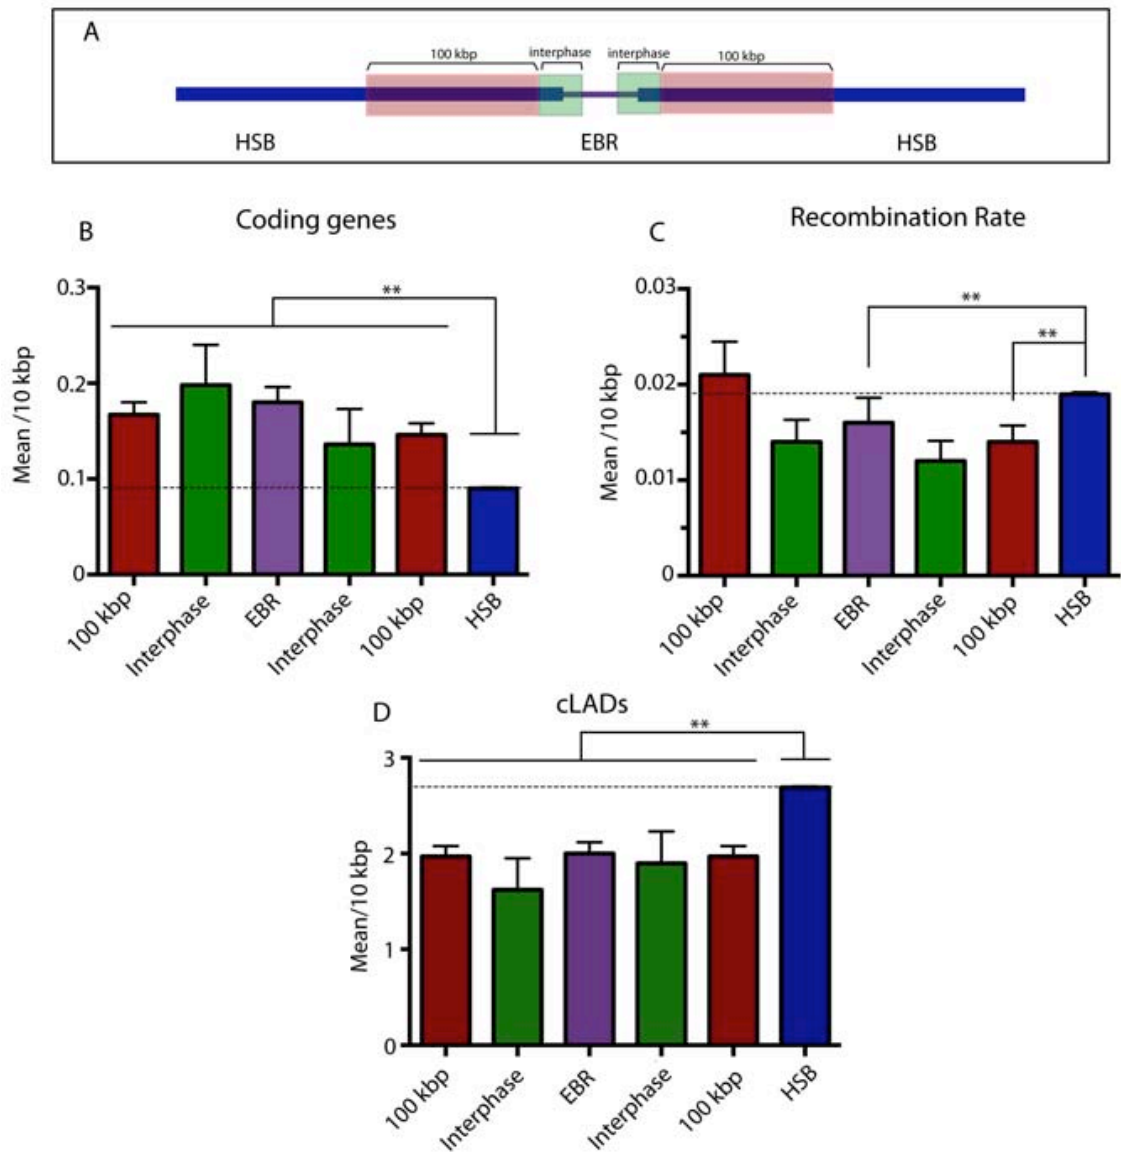 A
100 kbp interphase interphase 100 kbp
HSB EBR HSB
B Coding genes
Mean /10 kbp
0.3
0.2
0.1
0
**
100 kbp Interphase EBR Interphase 100 kbp HSB
C Recombination Rate
Mean /10 kbp
0.03
0.02
0.01
0
**
**
100 kbp Interphase EBR Interphase 100 kbp HSB
D cLADs
Mean/10 kbp
3
2
1
0
**
100 kbp Interphase EBR Interphase 100 kbp HSB